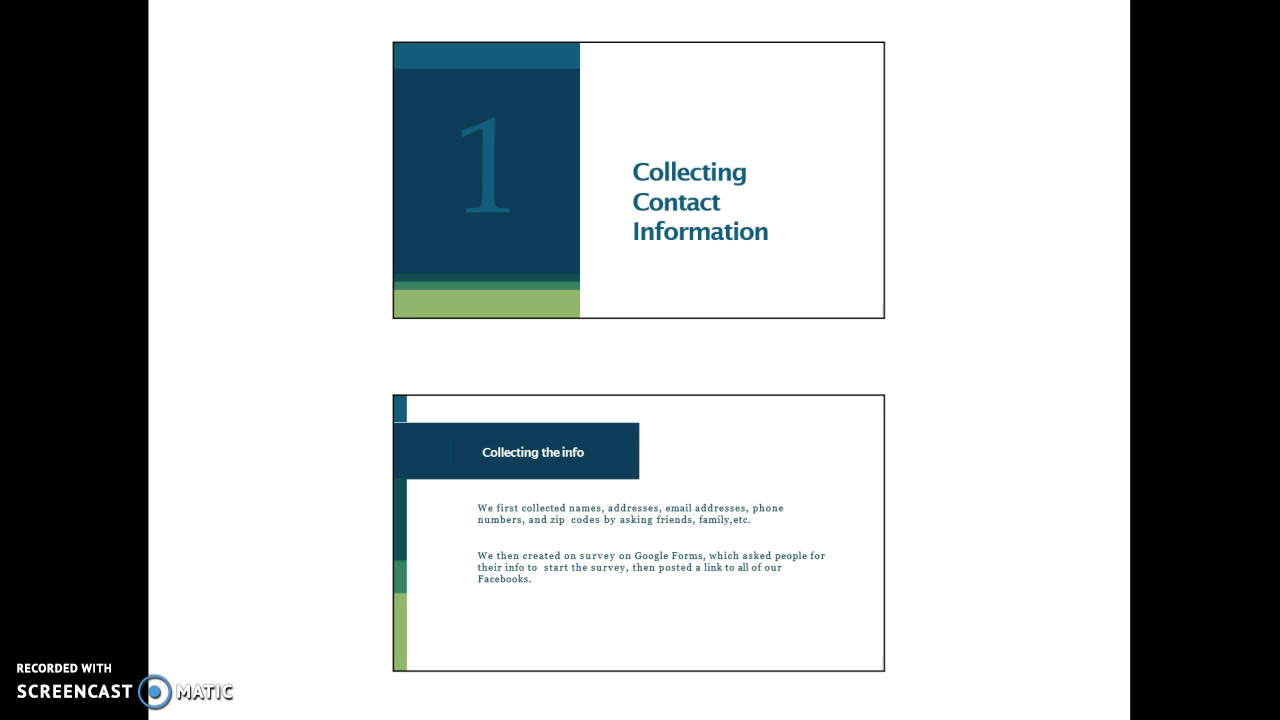 1
Collecting
Contact
Information
Collecting the info
We first collected names, addresses, email addresses, phone
numbers, and zip codes by asking friends, family,etc.
We then created on survey on Google Forms, which asked people for
their info to start the survey, then posted a link to all of our
Facebooks.
RECORDED WITH
SCREENCAST MATIC